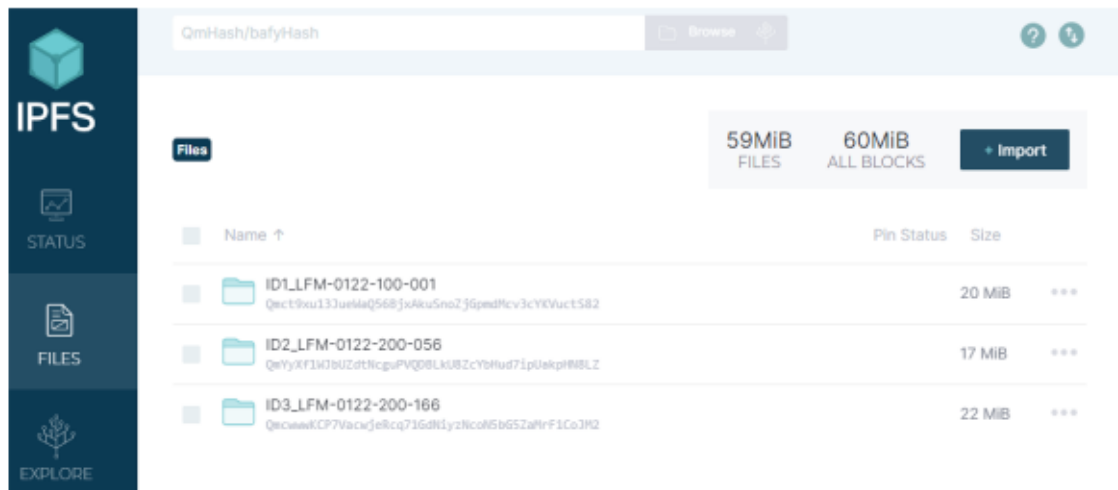 QmHash/bafyHash
Browse
IPFS
Files
59MiB
FILES
60MiB
ALL BLOCKS
+ Import
STATUS
Name ↑
Pin Status
Size
ID1_LFM-0122-100-001
20 MiB
FILES
ID2_LFM-0122-200-056
17 MiB
ID3_LFM-0122-200-166
22 MiB
EXPLORE